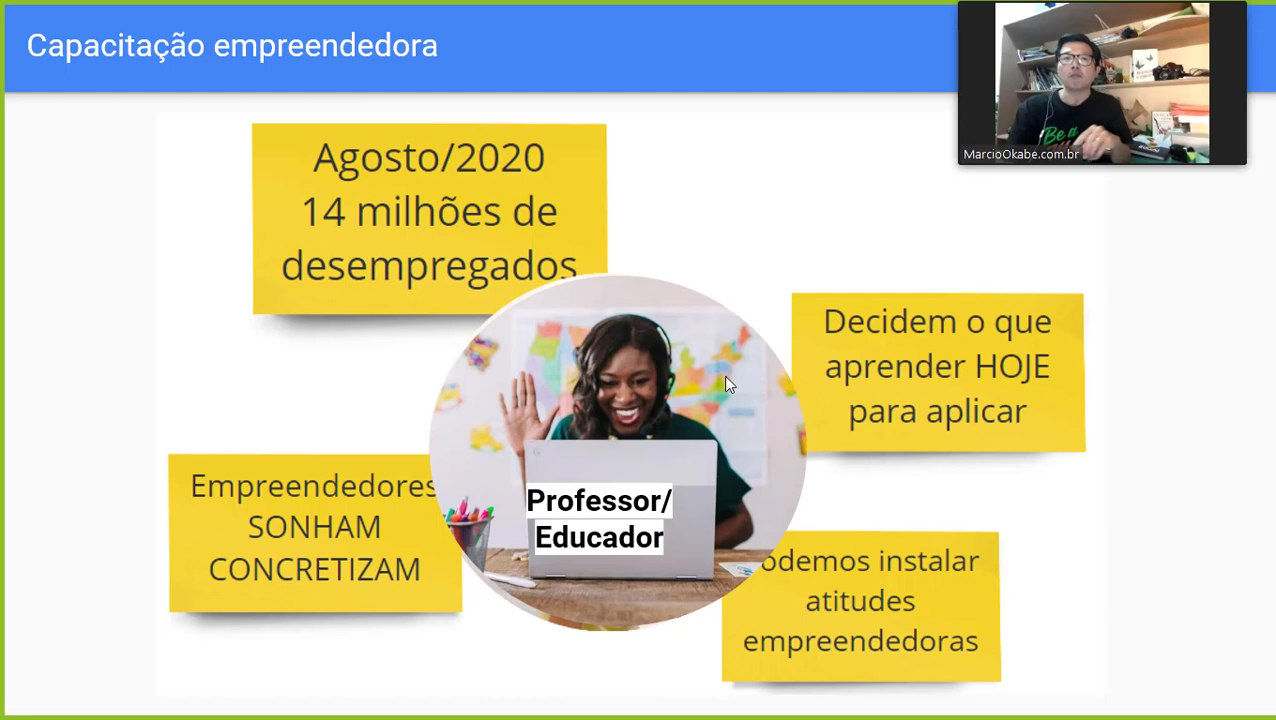 Capacitação empreendedora
MarcioOkabe.com.br
Be a
Agosto/2020
14 milhões de
desempregados
Decidem o que
aprender HOJE
para aplicar
Empreendedores
SONHAM
CONCRETIZAM
Professor/
Educador
odemos instalar
atitudes
empreendedoras